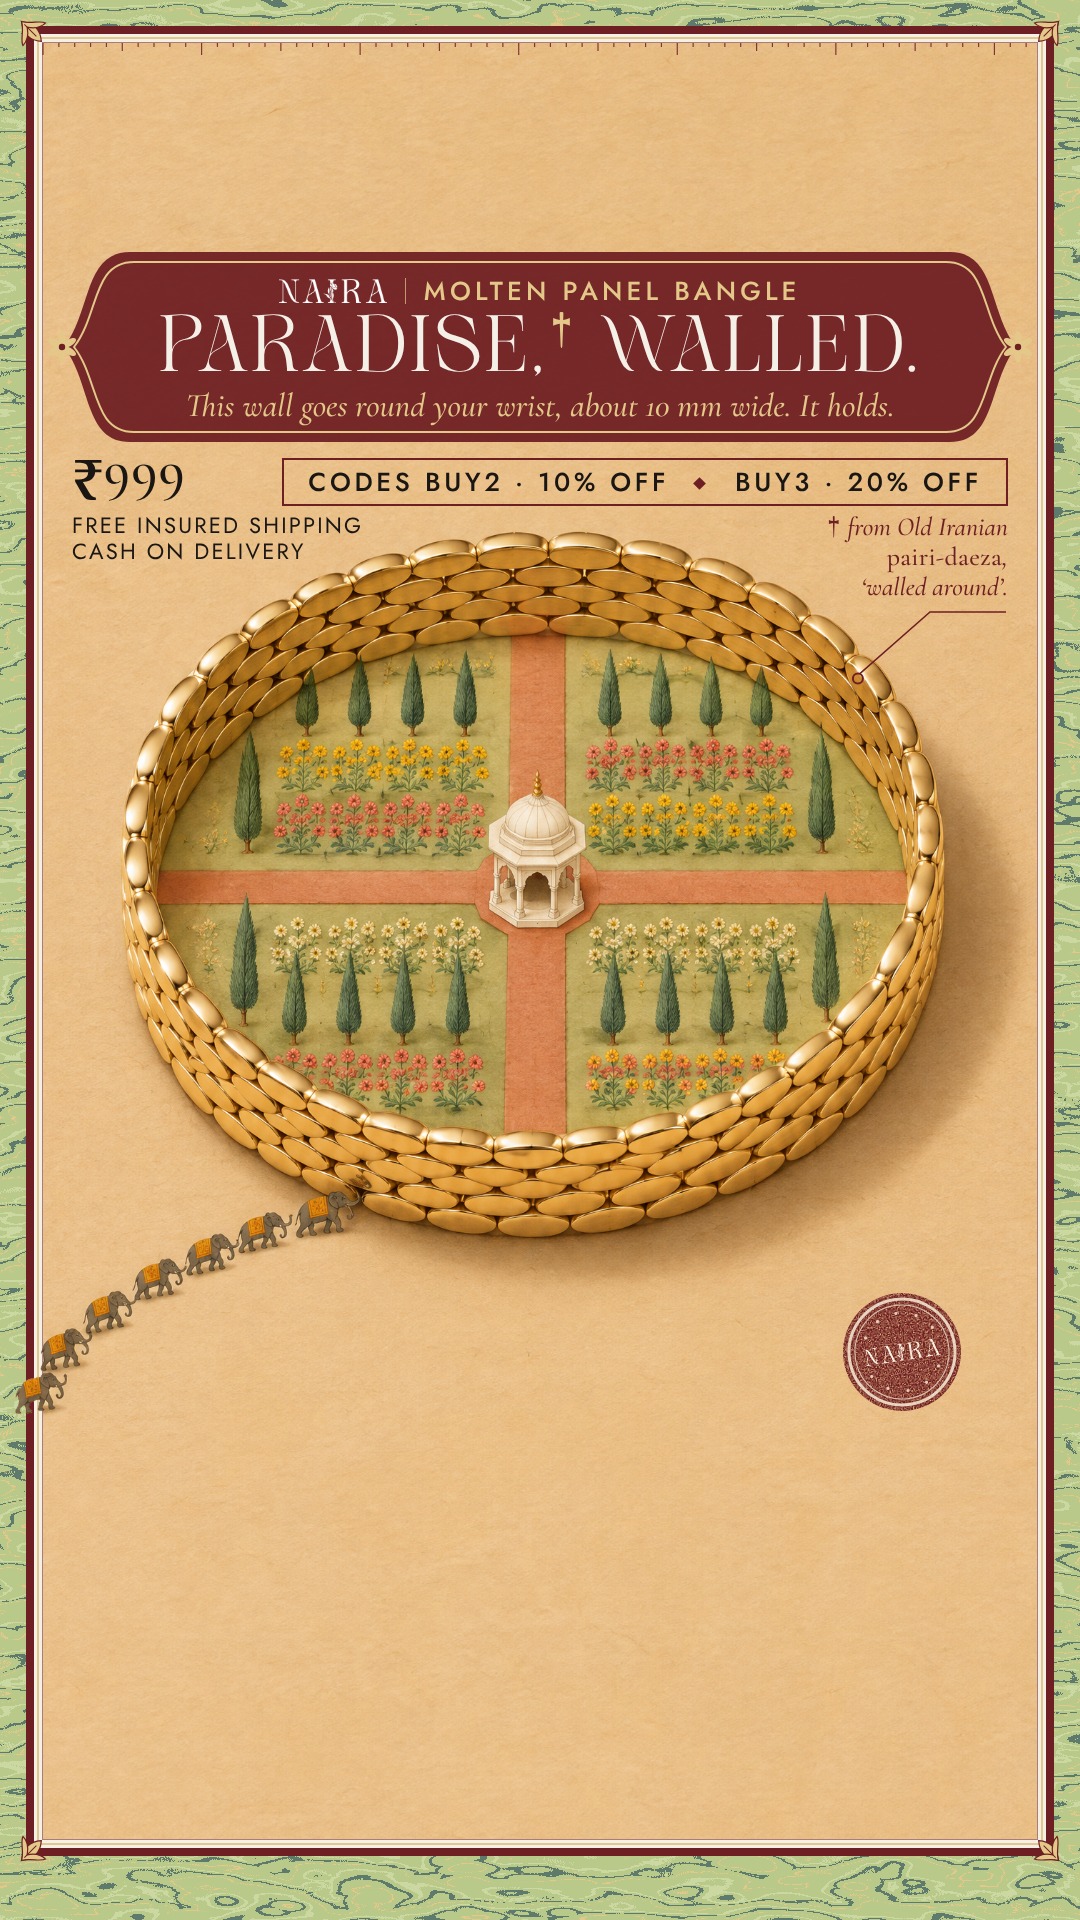 NAIRA | MOLTEN PANEL BANGLE
PARADISE,† WALLED.
This wall goes round your wrist, about 10 mm wide. It holds.
₹999
CODES BUY2 · 10% OFF ◆ BUY3 · 20% OFF
FREE INSURED SHIPPING
CASH ON DELIVERY
† from Old Iranian
pairi-daeza,
‘walled around’.
NAIRA